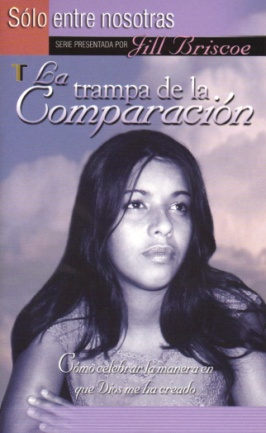 Sólo entre nosotras
SERIE PRESENTADA POR Jill Briscoe
T La
trampa de la
Comparación
Cómo celebrar la manera en
que Dios me ha creado